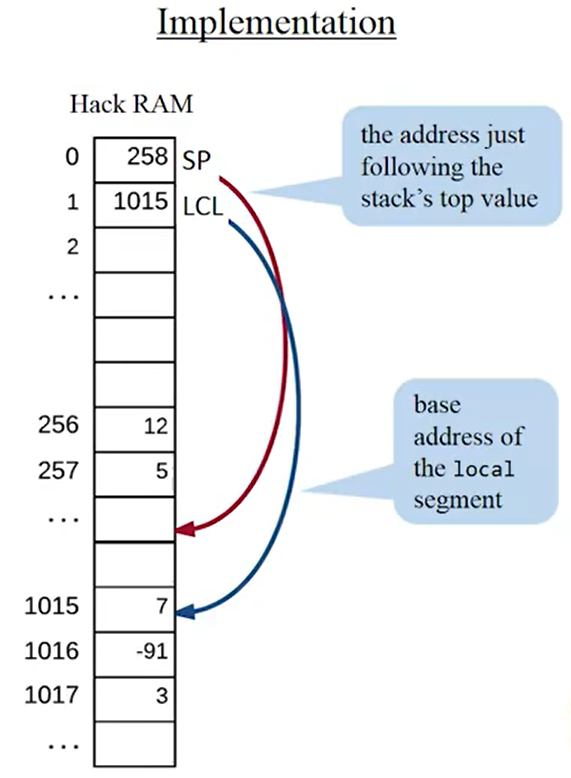 Implementation
Hack RAM
0 258 SP
1 1015 LCL
2
...
256 12
257 5
...
1015 7
1016 -91
1017 3
...
the address just
following the
stack's top value
base
address of
the local
segment